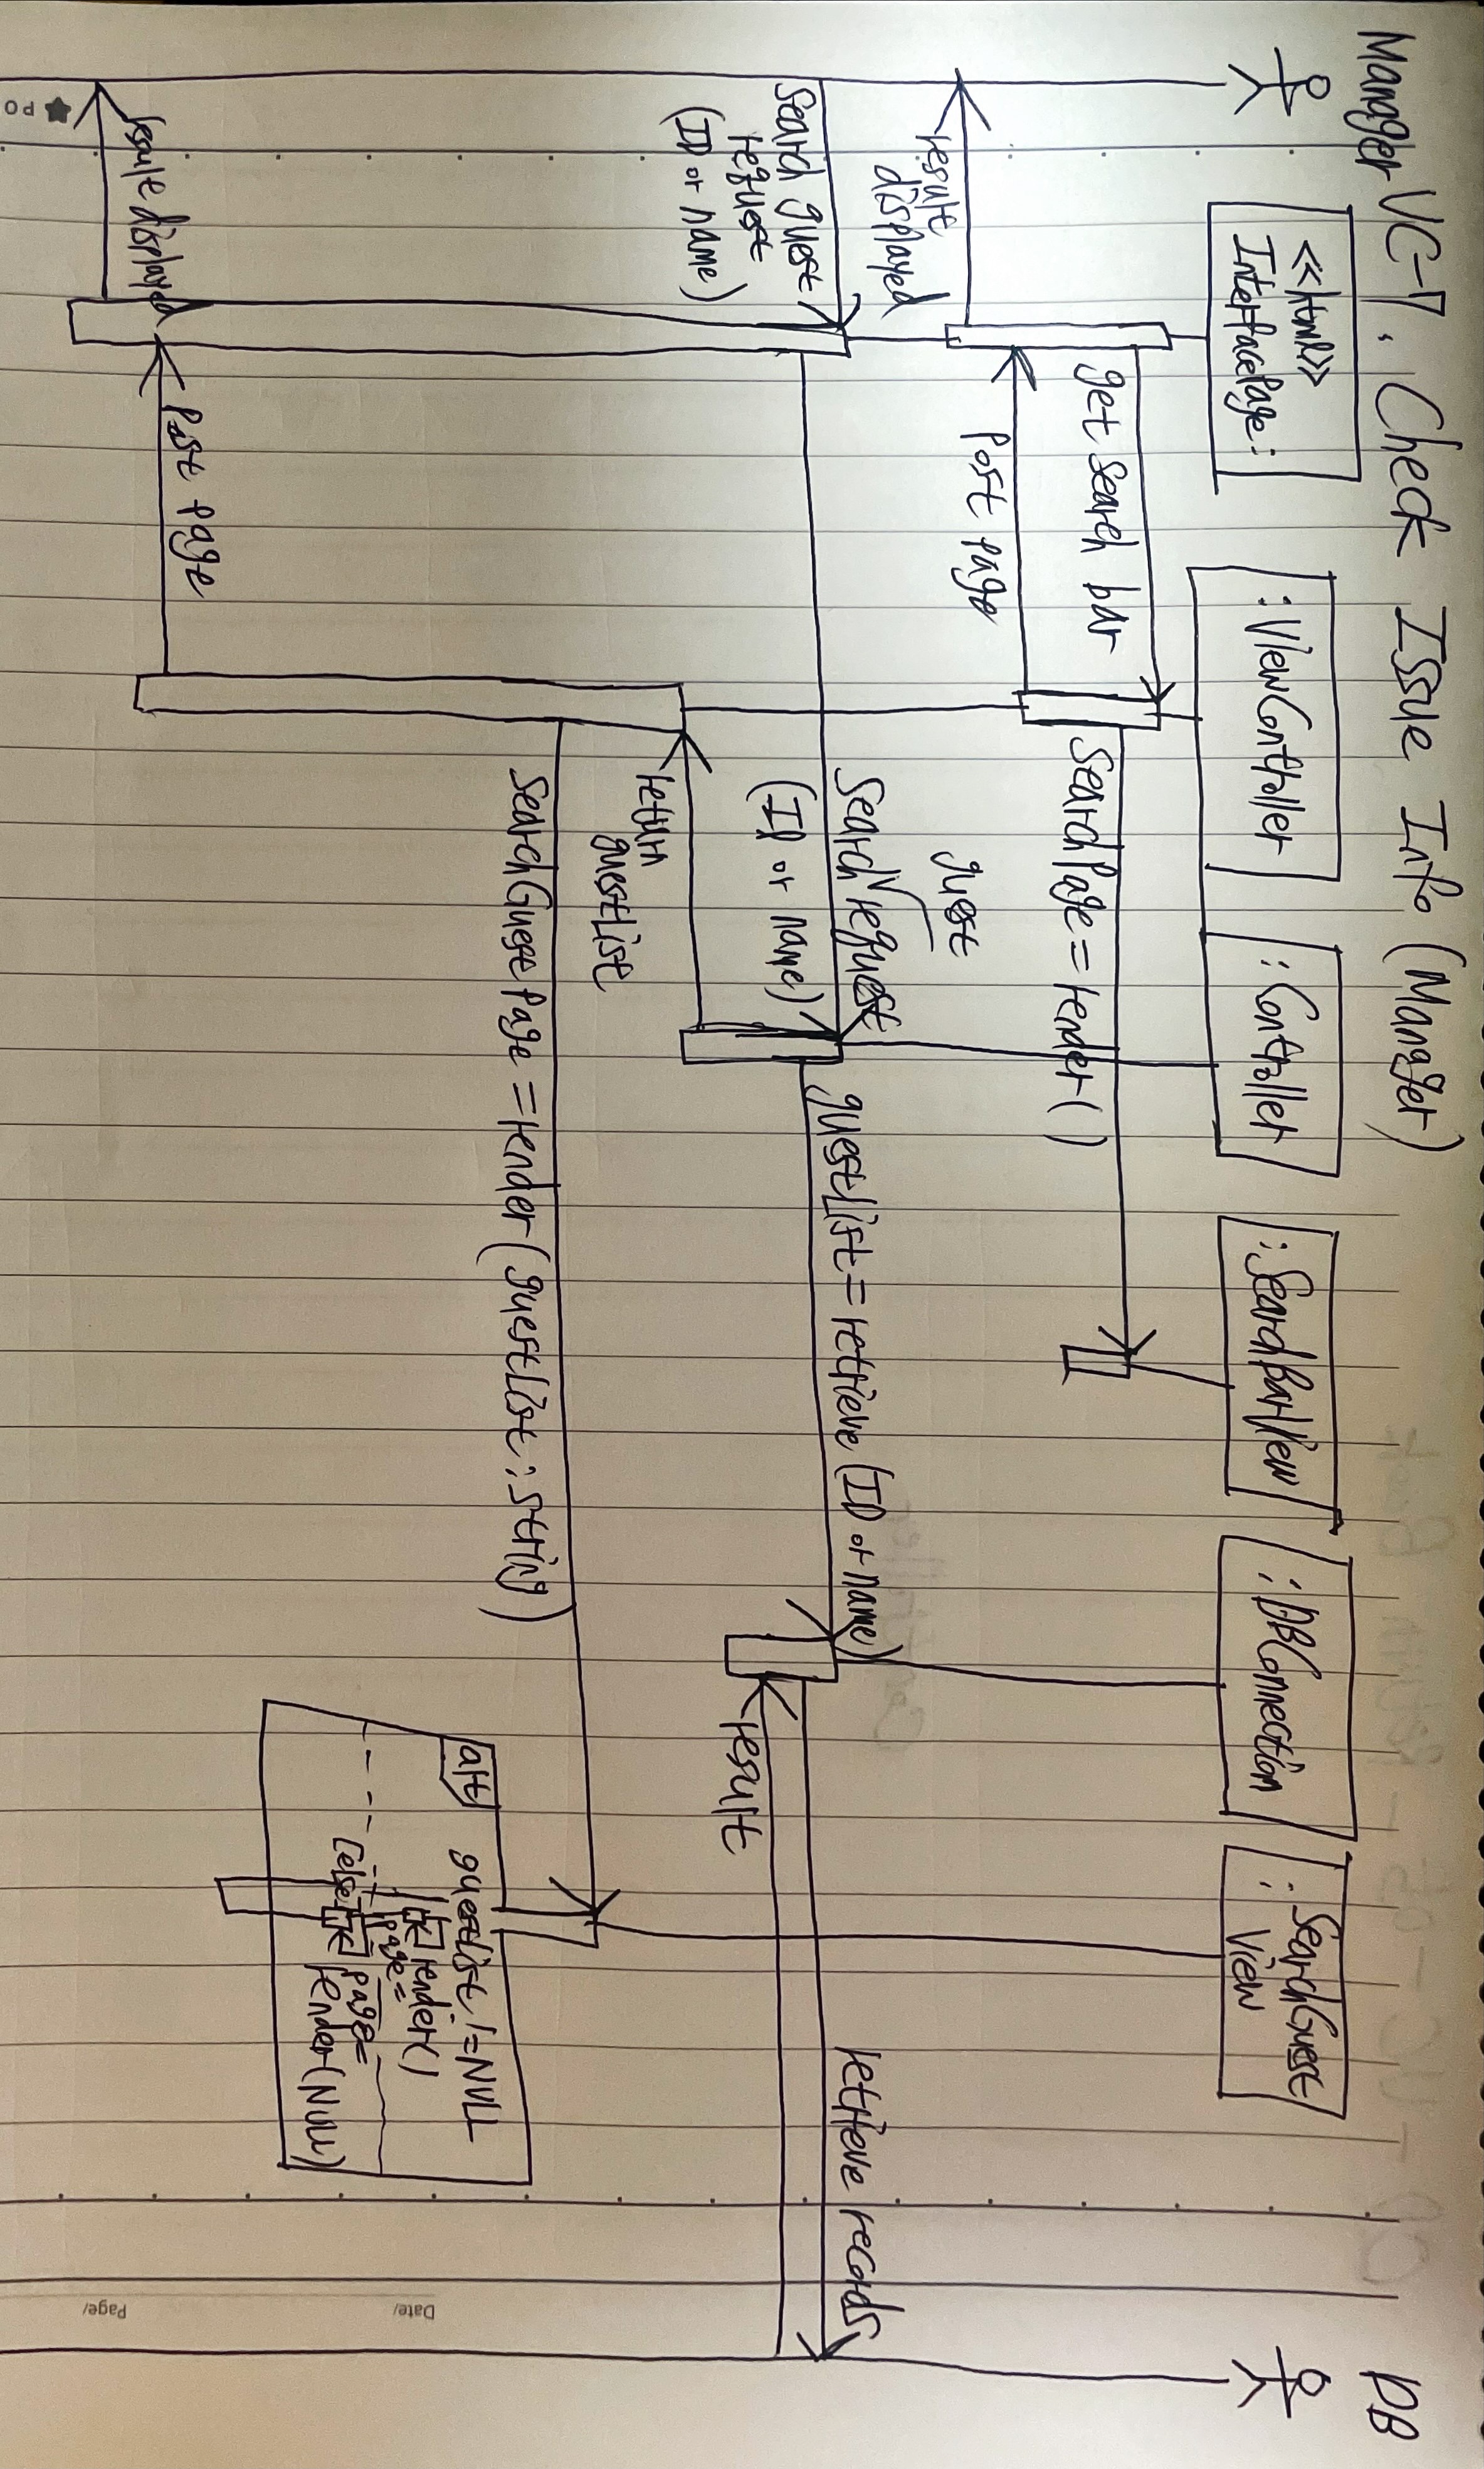 Manager UC-7. Check Issue Info (Manager)
DB
<<html>>
InterfacePage:
:ViewController
:Controller
:SearchBarView
:DBConnection
:SearchGuest
View
get search bar
SearchPage = render()
Post page
result
displayed
Search guest
request
(ID or name)
guest
Search request
(ID or name)
guestList = retrieve (ID or name)
retrieve records
result
return
guestList
SearchGuestPage = render(guestList : string)
alt
guestList != NULL
page =
render()
[else]
page =
render(NULL)
Post page
result displayed
PO
Date/
Page/